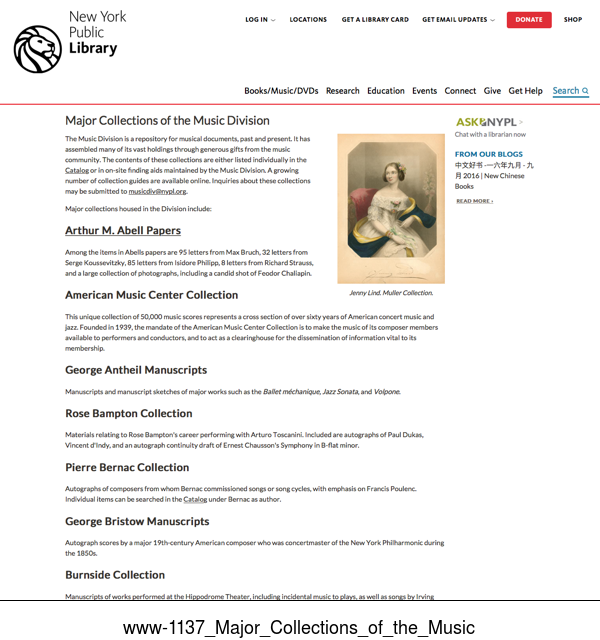 New York
Public
Library
LOG IN
LOCATIONS
GET A LIBRARY CARD
GET EMAIL UPDATES
DONATE
SHOP
Books/Music/DVDs
Research
Education
Events
Connect
Give
Get Help
Search
Major Collections of the Music Division
The Music Division is a repository for musical documents, past and present. It has
assembled many of its vast holdings through generous gifts from the music
community. The contents of these collections are either listed individually in the
Catalog or in on-site finding aids maintained by the Music Division. A growing
number of collection guides are available online. Inquiries about these collections
may be submitted to musicdiv@nypl.org.
Major collections housed in the Division include:
Arthur M. Abell Papers
Among the items in Abells papers are 95 letters from Max Bruch, 32 letters from
Serge Koussevitzky, 85 letters from Isidore Philipp, 8 letters from Richard Strauss,
and a large collection of photographs, including a candid shot of Feodor Chaliapin.
Jenny Lind. Muller Collection.
American Music Center Collection
This unique collection of 50,000 music scores represents a cross section of over sixty years of American concert music and
jazz. Founded in 1939, the mandate of the American Music Center Collection is to make the music of its composer members
available to performers and conductors, and to act as a clearinghouse for the dissemination of information vital to its
membership.
George Antheil Manuscripts
Manuscripts and manuscript sketches of major works such as the Ballet méchanique, Jazz Sonata, and Volpone.
Rose Bampton Collection
Materials relating to Rose Bampton's career performing with Arturo Toscanini. Included are autographs of Paul Dukas,
Vincent d'Indy, and an autograph continuity draft of Ernest Chausson's Symphony in B-flat minor.
Pierre Bernac Collection
Autographs of composers from whom Bernac commissioned songs or song cycles, with emphasis on Francis Poulenc.
Individual items can be searched in the Catalog under Bernac as author.
George Bristow Manuscripts
Autograph scores by a major 19th-century American composer who was concertmaster of the New York Philharmonic during
the 1850s.
Burnside Collection
Manuscripts of works performed at the Hippodrome Theater, including incidental music to plays, as well as songs by Irving
ASK NYPL >
Chat with a librarian now
FROM OUR BLOGS
中文好书 -一六年九月 - 九
月 2016 | New Chinese
Books
READ MORE ›
www-1137_Major_Collections_of_the_Music